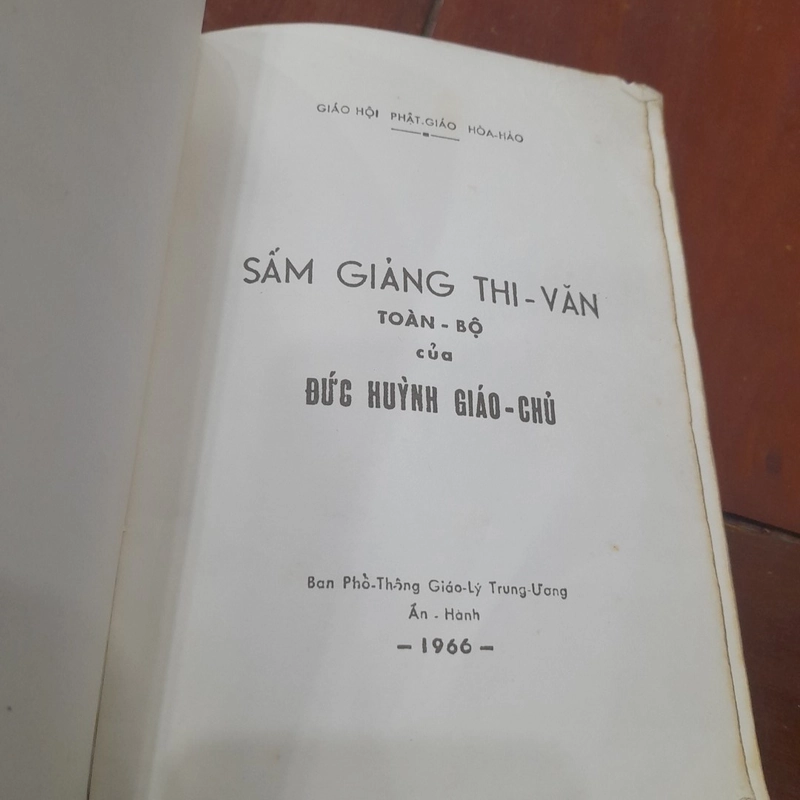 GIÁO HỘI PHẬT.GIÁO HÒA-HẢO
SẤM GIẢNG THI-VĂN
TOÀN-BỘ
của
ĐỨC HUỲNH GIÁO-CHỦ
Ban Phổ-Thông Giáo-Lý Trung-Ương
Ấn-Hành
– 1966 –